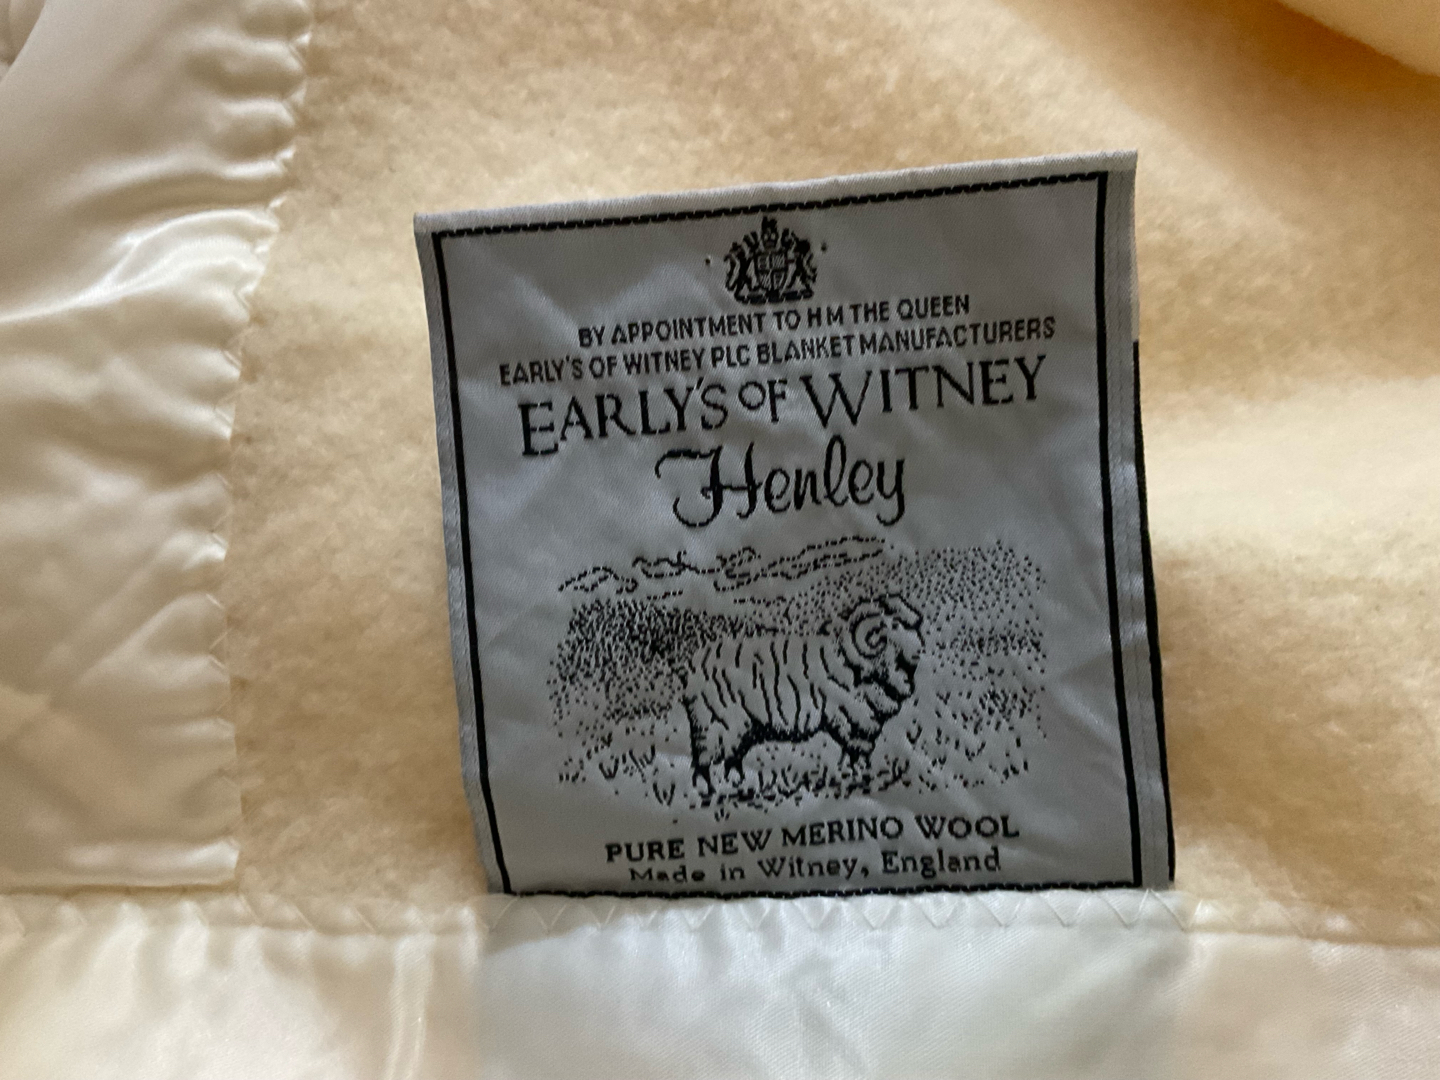 BY APPOINTMENT TO H M THE QUEEN
EARLY'S OF WITNEY PLC BLANKET MANUFACTURERS
EARLY'S OF WITNEY
Henley
PURE NEW MERINO WOOL
Made in Witney, England